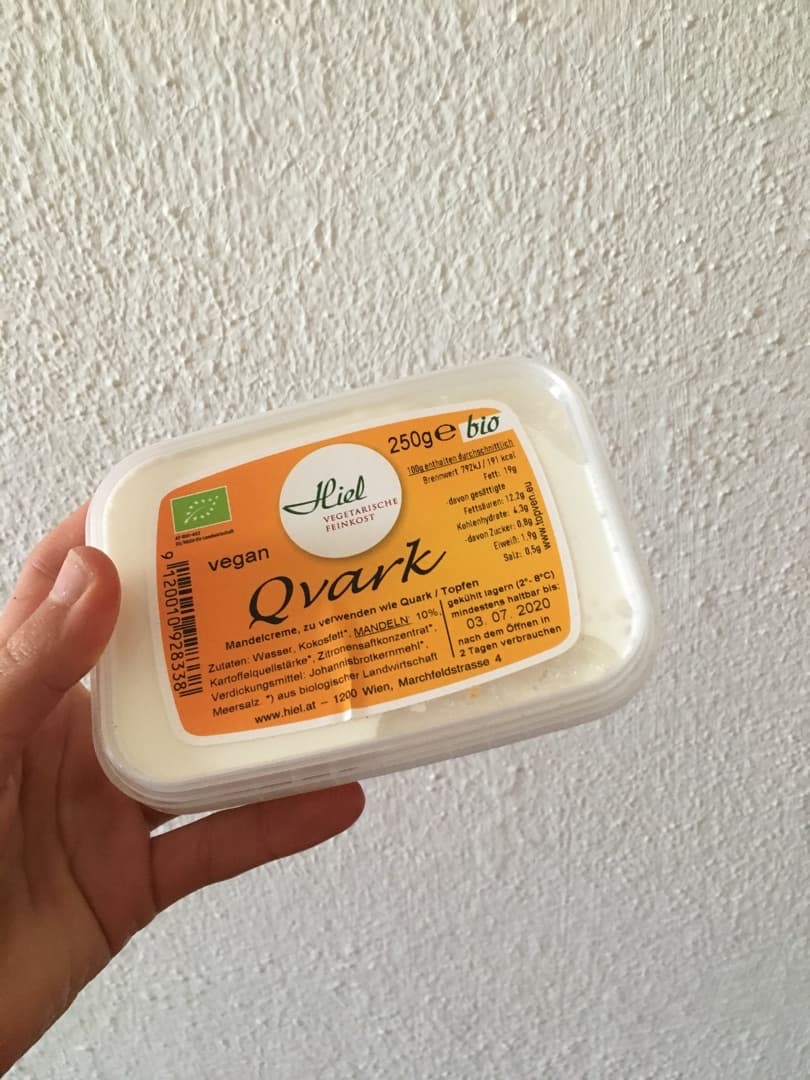 250g e bio
Hiel
VEGETARISCHE
FEINKOST
100g enthalten durchschnittlich
Brennwert 792kJ / 191 kcal
Fett: 19g
-davon gesättigte
Fettsäuren: 12,2g
Kohlenhydrate: 4,3g
-davon Zucker: 0,8g
Eiweiß: 1,9g
Salz: 0,5g
vegan
Qvark
Mandelcreme, zu verwenden wie Quark / Topfen
Zutaten: Wasser, Kokosfett*, MANDELN* 10%,
Kartoffelquellstärke*, Zitronensaftkonzentrat*,
Verdickungsmittel: Johannisbrotkernmehl*,
Meersalz. *) aus biologischer Landwirtschaft
gekühlt lagern (2°- 8°C)
mindestens haltbar bis:
03. 07. 2020
nach dem Öffnen in
2 Tagen verbrauchen
www.hiel.at – 1200 Wien, Marchfeldstrasse 4
9 120010 928338